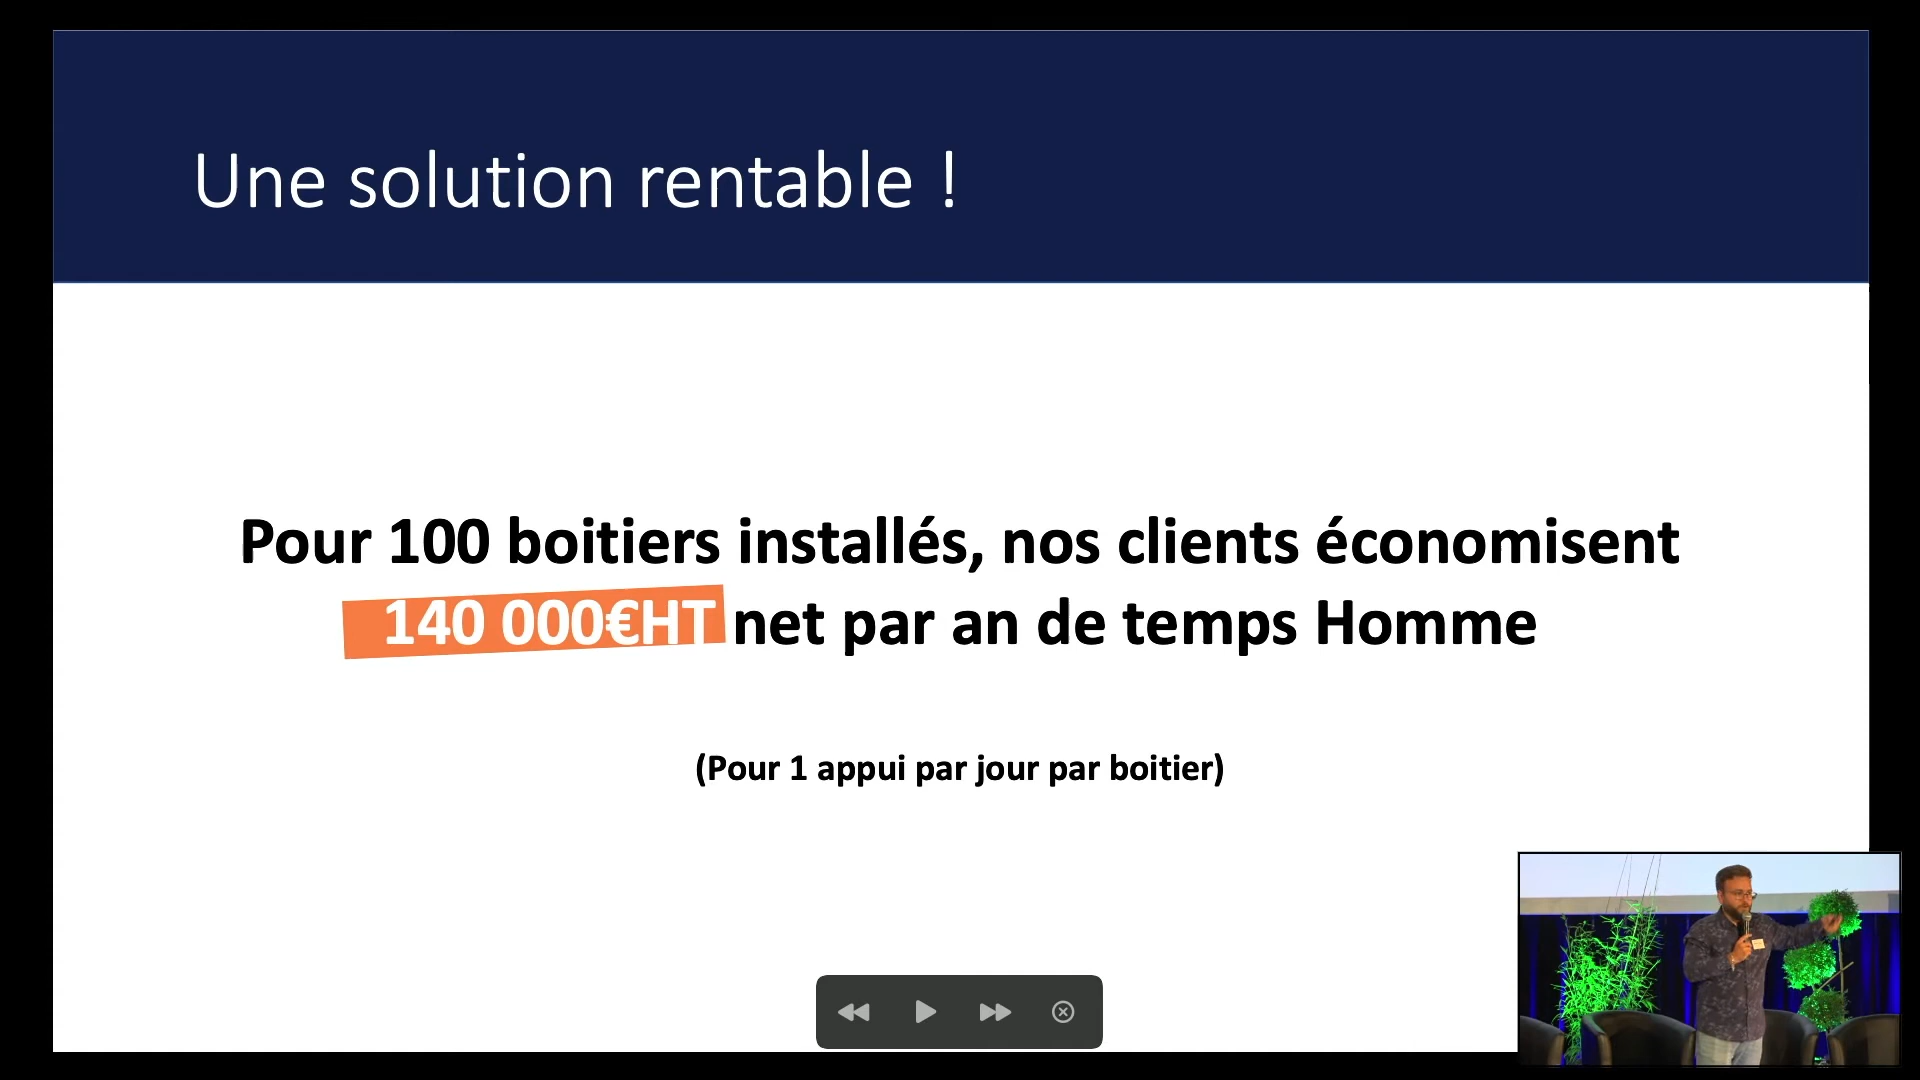 Une solution rentable !
Pour 100 boitiers installés, nos clients économisent
140 000€HT net par an de temps Homme
(Pour 1 appui par jour par boitier)